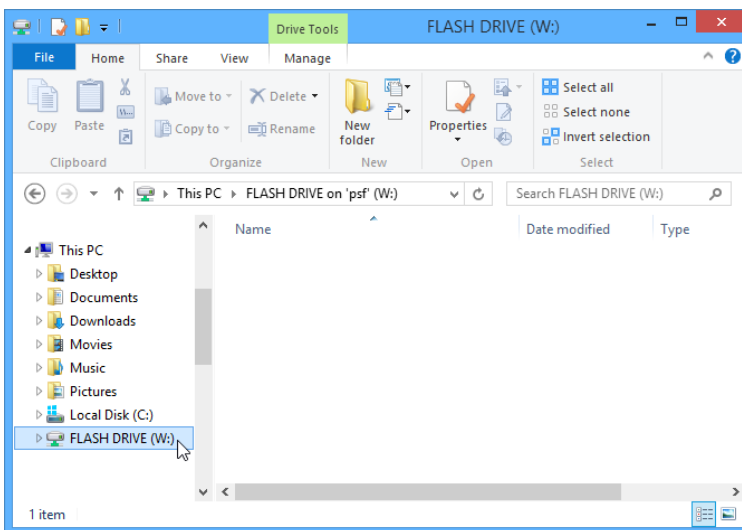 Drive Tools
FLASH DRIVE (W:)
File Home Share View Manage
Copy
Paste
Move to
Copy to
Delete
Rename
New folder
Properties
Select all
Select none
Invert selection
Clipboard Organize New Open Select
This PC FLASH DRIVE on 'psf' (W:)
Search FLASH DRIVE (W:)
Name Date modified Type
This PC
Desktop
Documents
Downloads
Movies
Music
Pictures
Local Disk (C:)
FLASH DRIVE (W:)
1 item